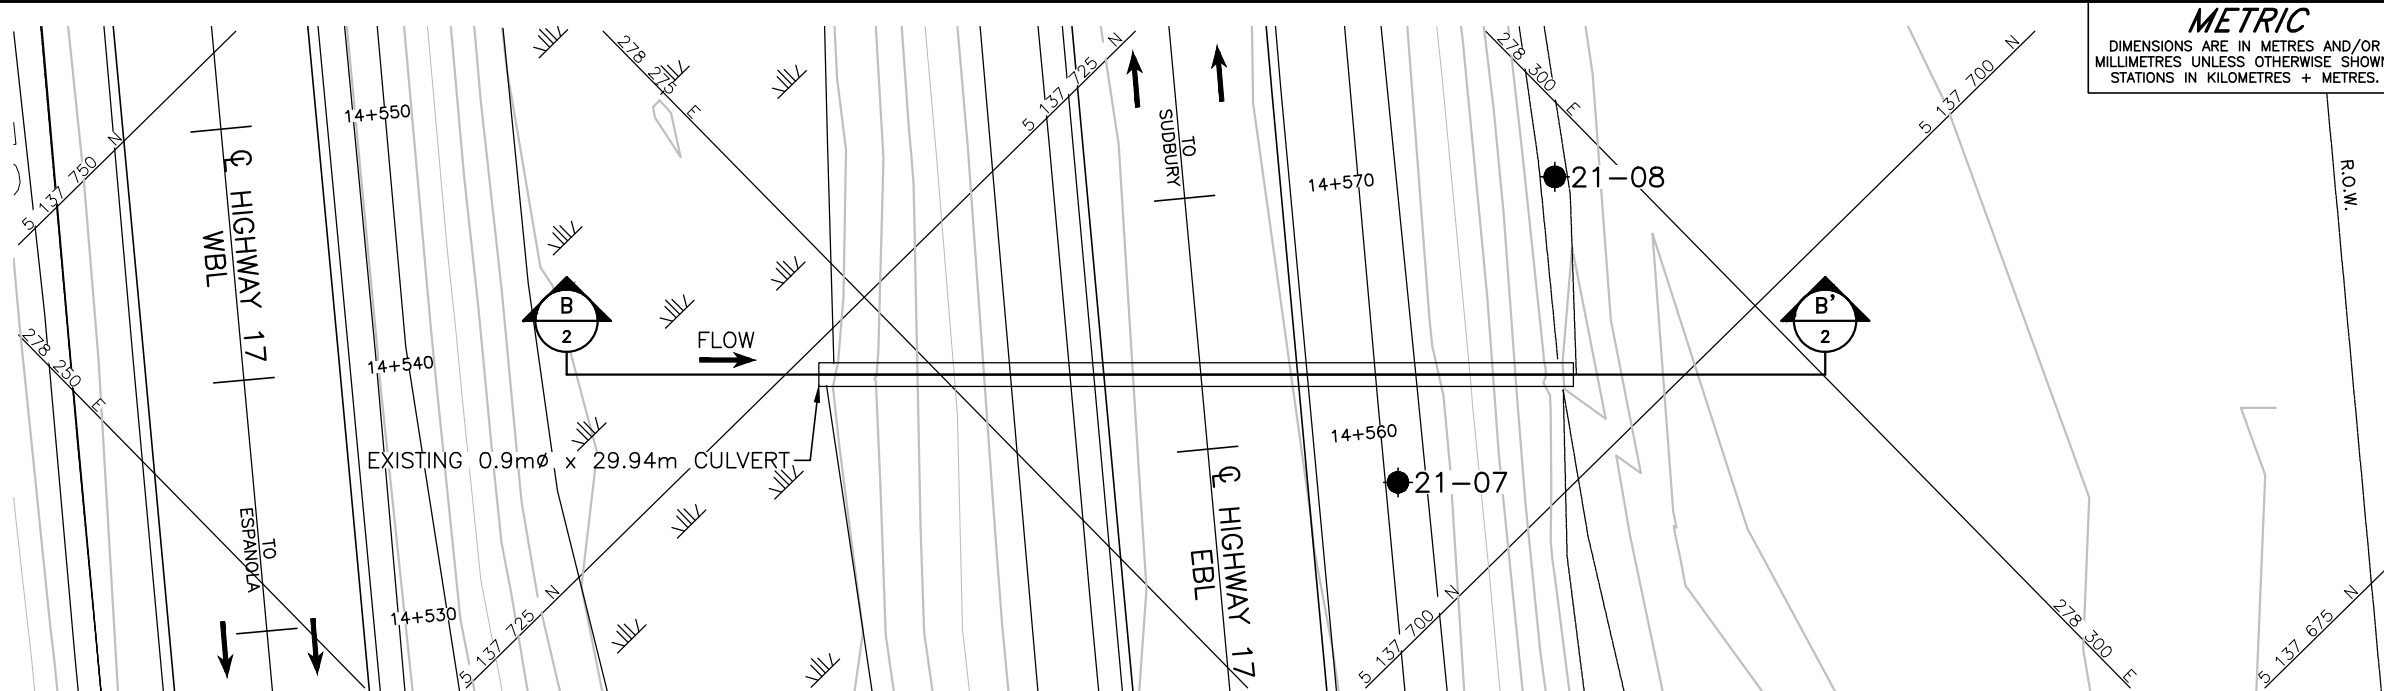 METRIC
DIMENSIONS ARE IN METRES AND/OR
MILLIMETRES UNLESS OTHERWISE SHOWN
STATIONS IN KILOMETRES + METRES.
278 275 E
5 137 725 N
278 300 E
5 137 700 N
14+550
TO
SUDBURY
5 137 750 N
℄ HIGHWAY 17
WBL
14+570
21-08
R.O.W.
B
2
B'
2
FLOW
14+540
278 250 E
14+560
EXISTING 0.9mø x 29.94m CULVERT
21-07
℄ HIGHWAY 17
EBL
TO
ESPANOLA
14+530
5 137 725 N
5 137 700 N
278 300 E
5 137 675 N